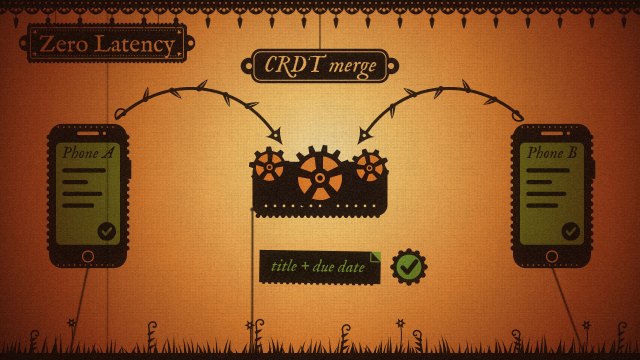 Zero Latency
CRDT merge
Phone A
Phone B
title + due date